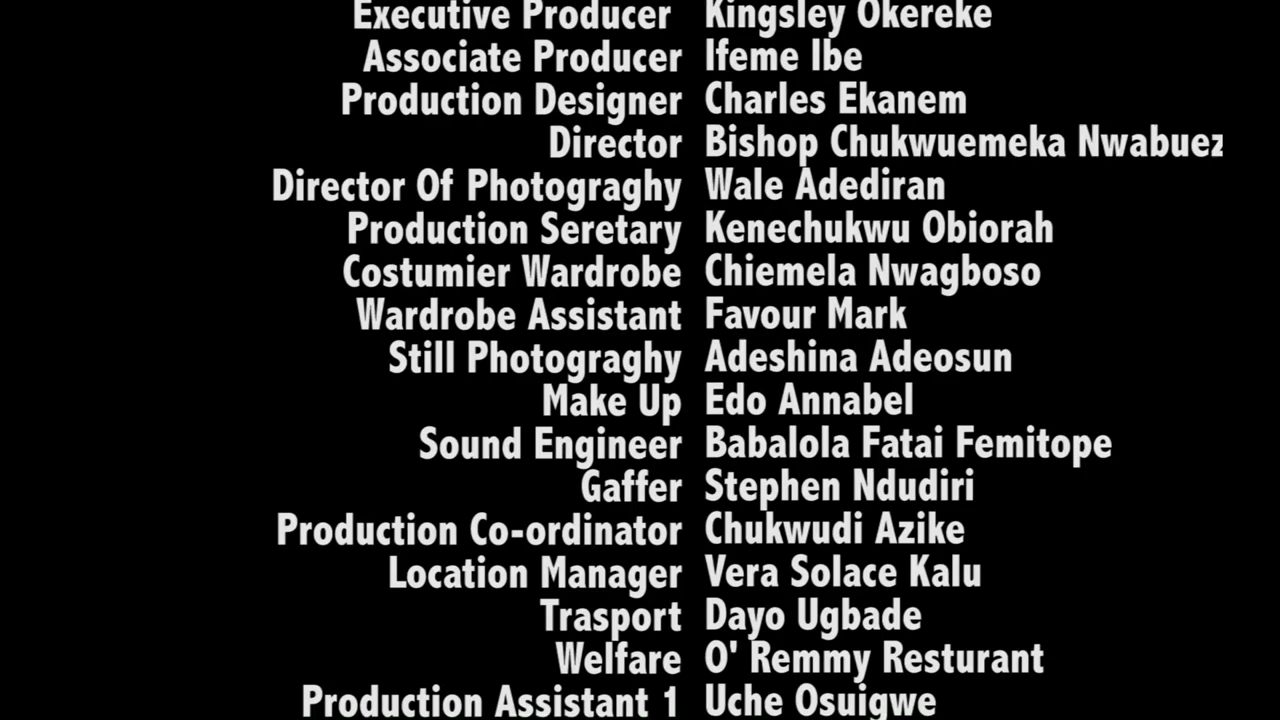 Executive Producer Kingsley Okereke
Associate Producer Ifeme Ibe
Production Designer Charles Ekanem
Director Bishop Chukwuemeka Nwabuez
Director Of Photograghy Wale Adediran
Production Seretary Kenechukwu Obiorah
Costumier Wardrobe Chiemela Nwagboso
Wardrobe Assistant Favour Mark
Still Photograghy Adeshina Adeosun
Make Up Edo Annabel
Sound Engineer Babalola Fatai Femitope
Gaffer Stephen Ndudiri
Production Co-ordinator Chukwudi Azike
Location Manager Vera Solace Kalu
Trasport Dayo Ugbade
Welfare O' Remmy Resturant
Production Assistant 1 Uche Osuigwe